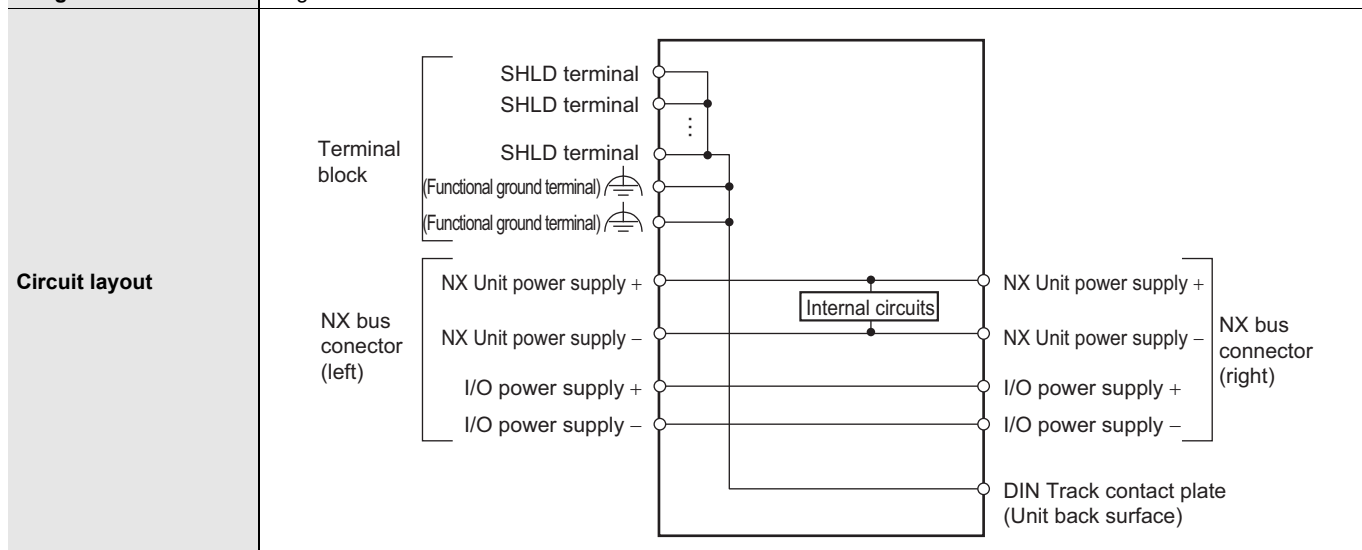 Circuit layout
Terminal
block
SHLD terminal
SHLD terminal
⋮
SHLD terminal
(Functional ground terminal)
(Functional ground terminal)
NX bus
conector
(left)
NX Unit power supply +
NX Unit power supply −
I/O power supply +
I/O power supply −
Internal circuits
NX Unit power supply +
NX Unit power supply −
I/O power supply +
I/O power supply −
NX bus
connector
(right)
DIN Track contact plate
(Unit back surface)